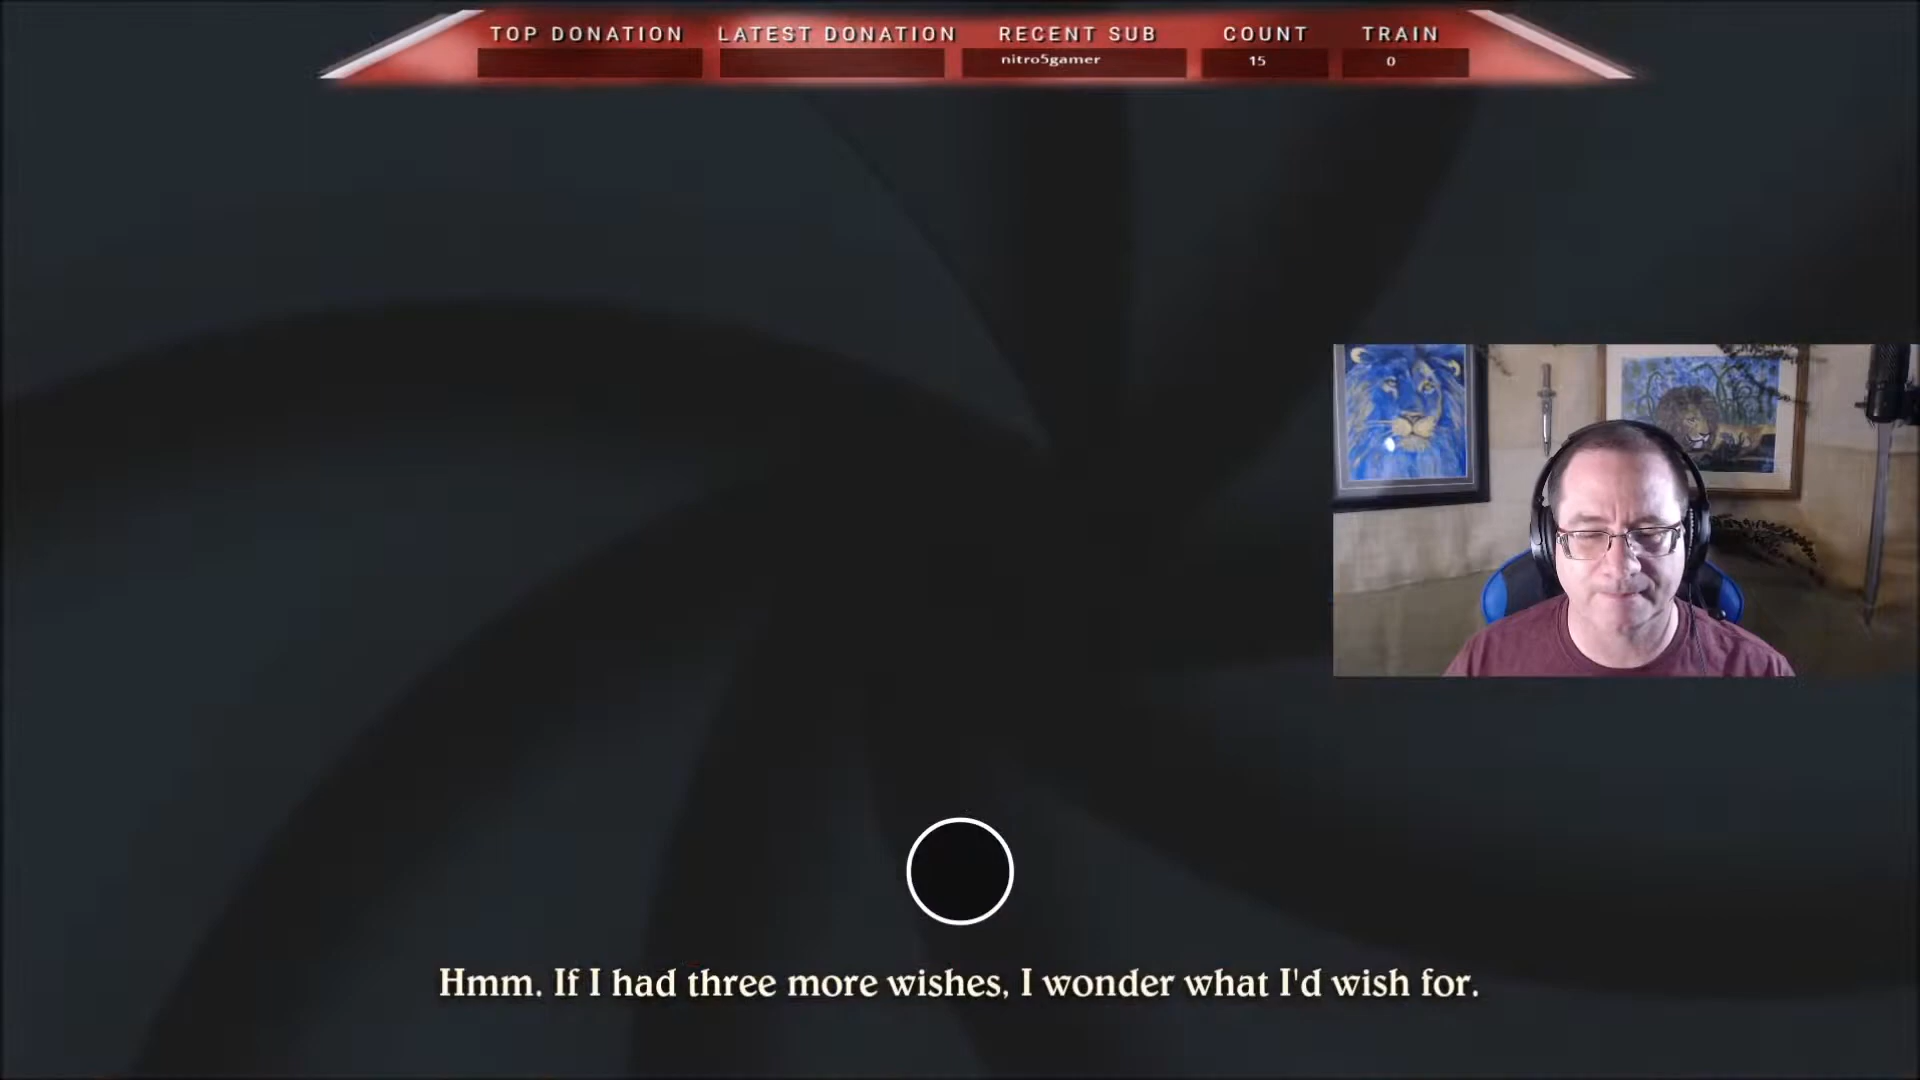 TOP DONATION LATEST DONATION RECENT SUB COUNT TRAIN
nitro5gamer 15 0
Hmm. If I had three more wishes, I wonder what I'd wish for.